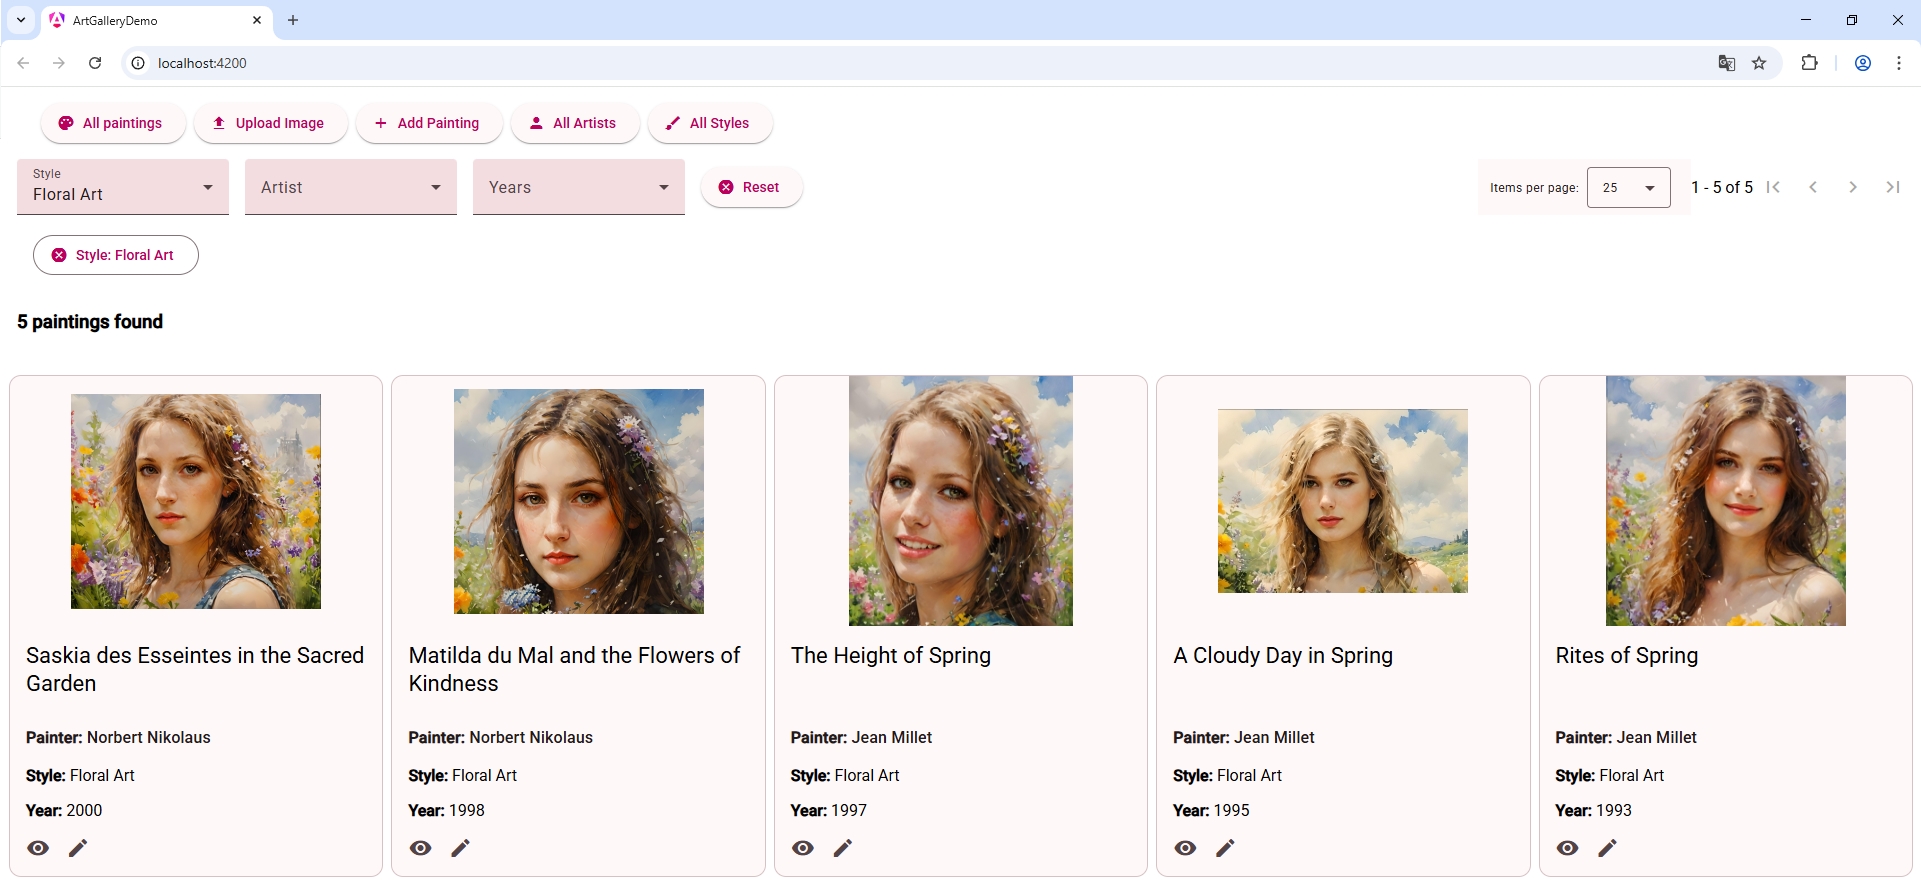 ArtGalleryDemo
localhost:4200
All paintings Upload Image Add Painting All Artists All Styles
Style
Floral Art Artist Years Reset Items per page: 25 1 - 5 of 5
Style: Floral Art
5 paintings found
Saskia des Esseintes in the Sacred
Garden
Painter: Norbert Nikolaus
Style: Floral Art
Year: 2000
Matilda du Mal and the Flowers of
Kindness
Painter: Norbert Nikolaus
Style: Floral Art
Year: 1998
The Height of Spring
Painter: Jean Millet
Style: Floral Art
Year: 1997
A Cloudy Day in Spring
Painter: Jean Millet
Style: Floral Art
Year: 1995
Rites of Spring
Painter: Jean Millet
Style: Floral Art
Year: 1993